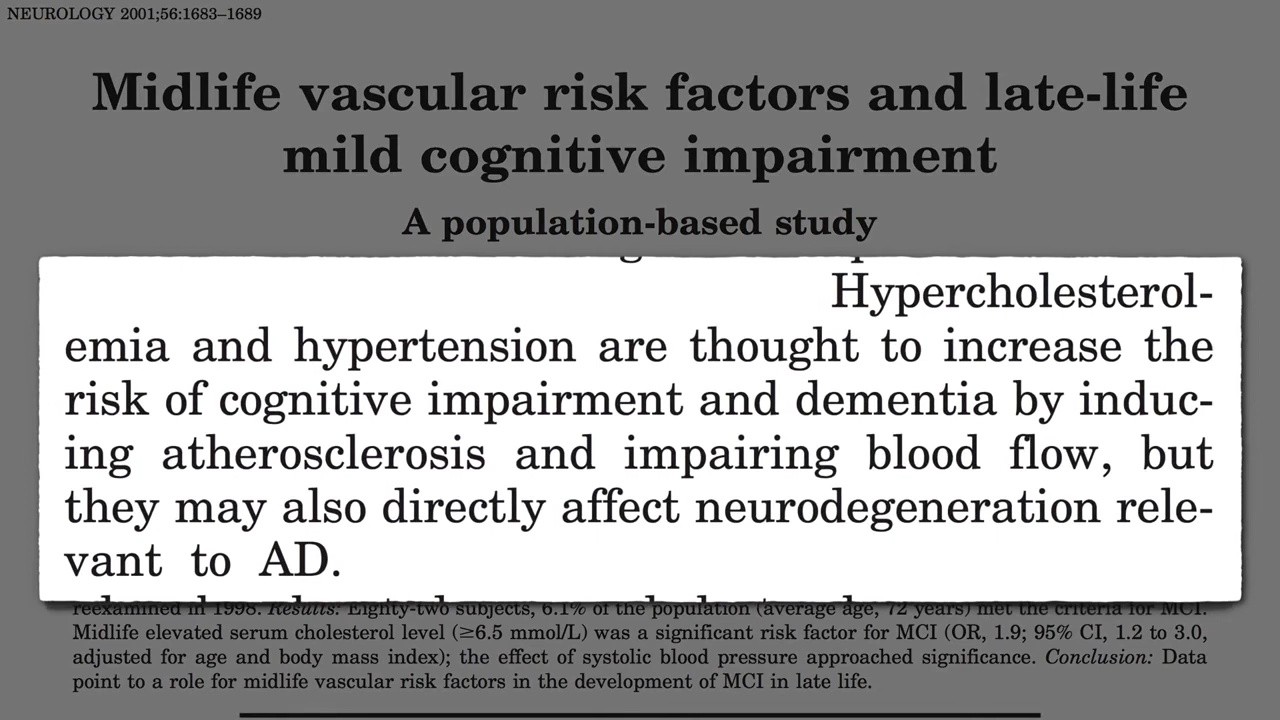 NEUROLOGY 2001;56:1683–1689
Midlife vascular risk factors and late-life
mild cognitive impairment
A population-based study
Hypercholesterol-
emia and hypertension are thought to increase the
risk of cognitive impairment and dementia by induc-
ing atherosclerosis and impairing blood flow, but
they may also directly affect neurodegeneration rele-
vant to AD.
reexamined in 1998. Results: Eighty-two subjects, 6.1% of the population (average age, 72 years) met the criteria for MCI.
Midlife elevated serum cholesterol level (≥6.5 mmol/L) was a significant risk factor for MCI (OR, 1.9; 95% CI, 1.2 to 3.0,
adjusted for age and body mass index); the effect of systolic blood pressure approached significance. Conclusion: Data
point to a role for midlife vascular risk factors in the development of MCI in late life.